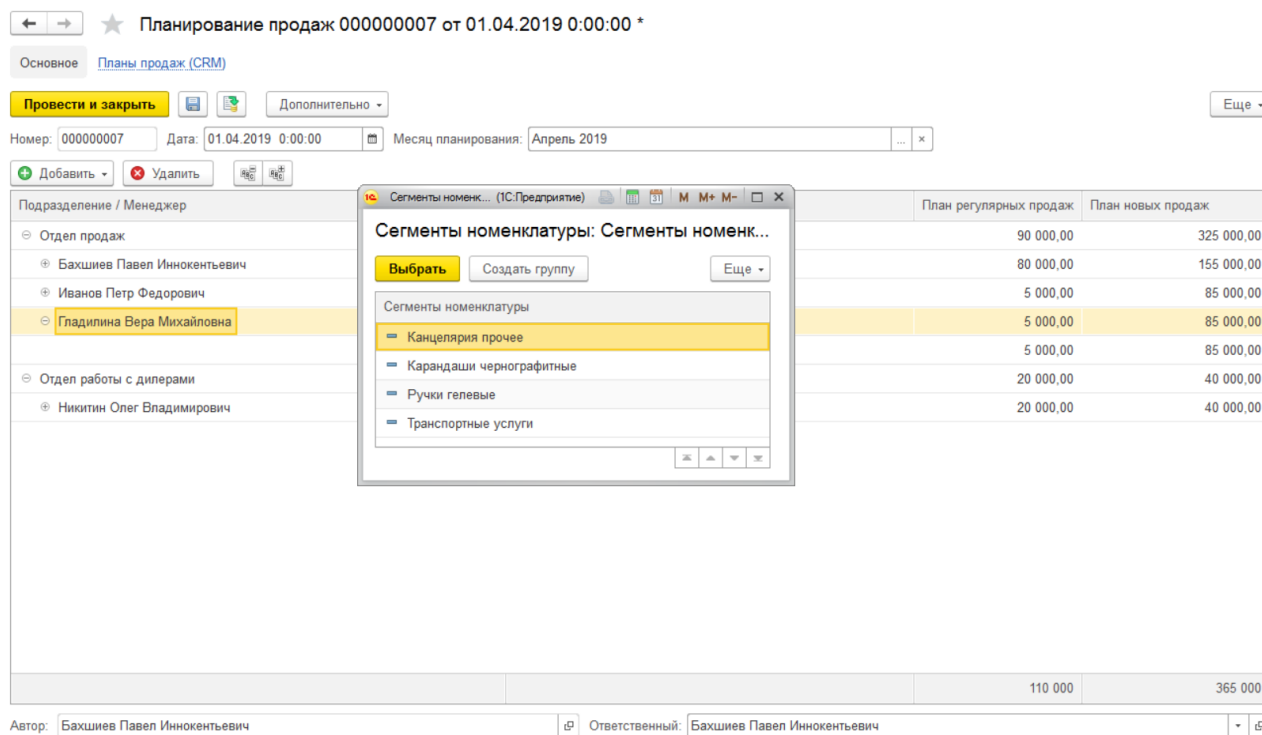 Планирование продаж 000000007 от 01.04.2019 0:00:00 *
Основное Планы продаж (CRM)
Провести и закрыть Дополнительно Еще
Номер: 000000007 Дата: 01.04.2019 0:00:00 Месяц планирования: Апрель 2019 ... ×
Добавить Удалить
Подразделение / Менеджер План регулярных продаж План новых продаж
Отдел продаж 90 000,00 325 000,00
Бахшиев Павел Иннокентьевич 80 000,00 155 000,00
Иванов Петр Федорович 5 000,00 85 000,00
Гладилина Вера Михайловна 5 000,00 85 000,00
5 000,00 85 000,00
Отдел работы с дилерами 20 000,00 40 000,00
Никитин Олег Владимирович 20 000,00 40 000,00
1С Сегменты номенк... (1С:Предприятие) 31 M M+ M-
Сегменты номенклатуры: Сегменты номенк...
Выбрать Создать группу Еще
Сегменты номенклатуры
Канцелярия прочее
Карандаши чернографитные
Ручки гелевые
Транспортные услуги
110 000 365 000
Автор: Бахшиев Павел Иннокентьевич Ответственный: Бахшиев Павел Иннокентьевич